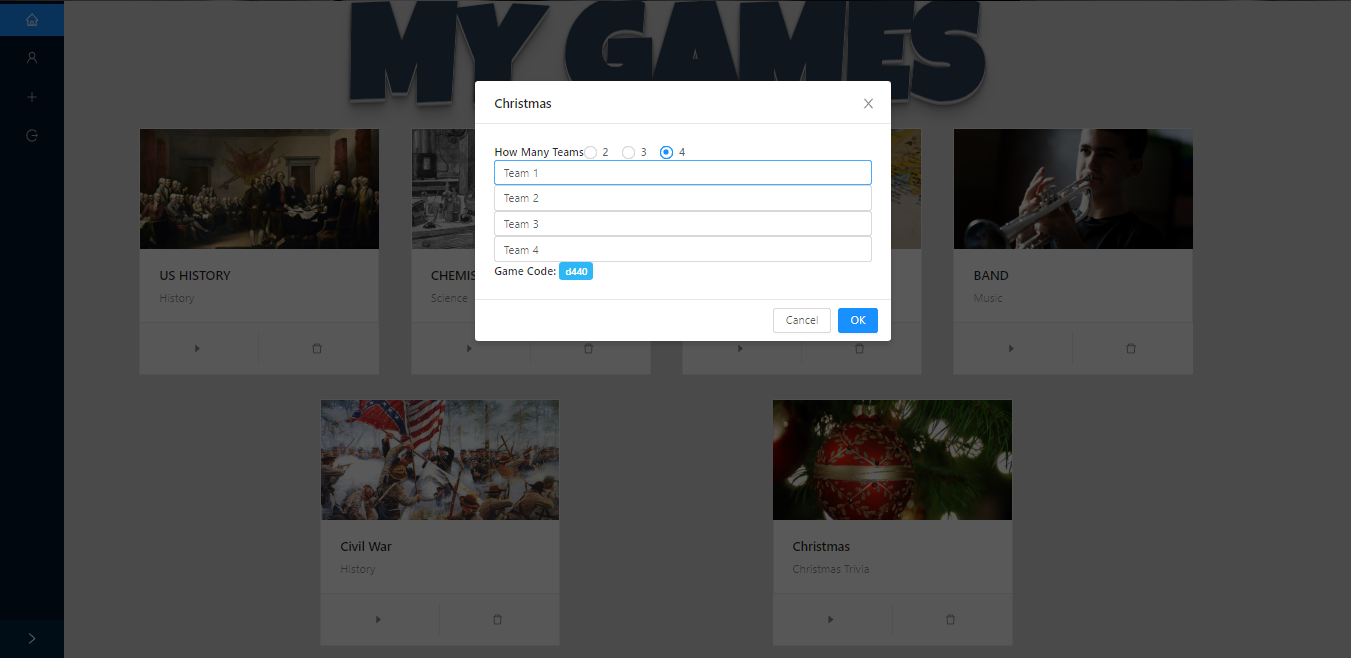 MY GAMES
Christmas
How Many Teams 2 3 4
Team 1
Team 2
Team 3
Team 4
Game Code: d440
Cancel OK
US HISTORY
History
CHEMIS
Science
BAND
Music
Civil War
History
Christmas
Christmas Trivia